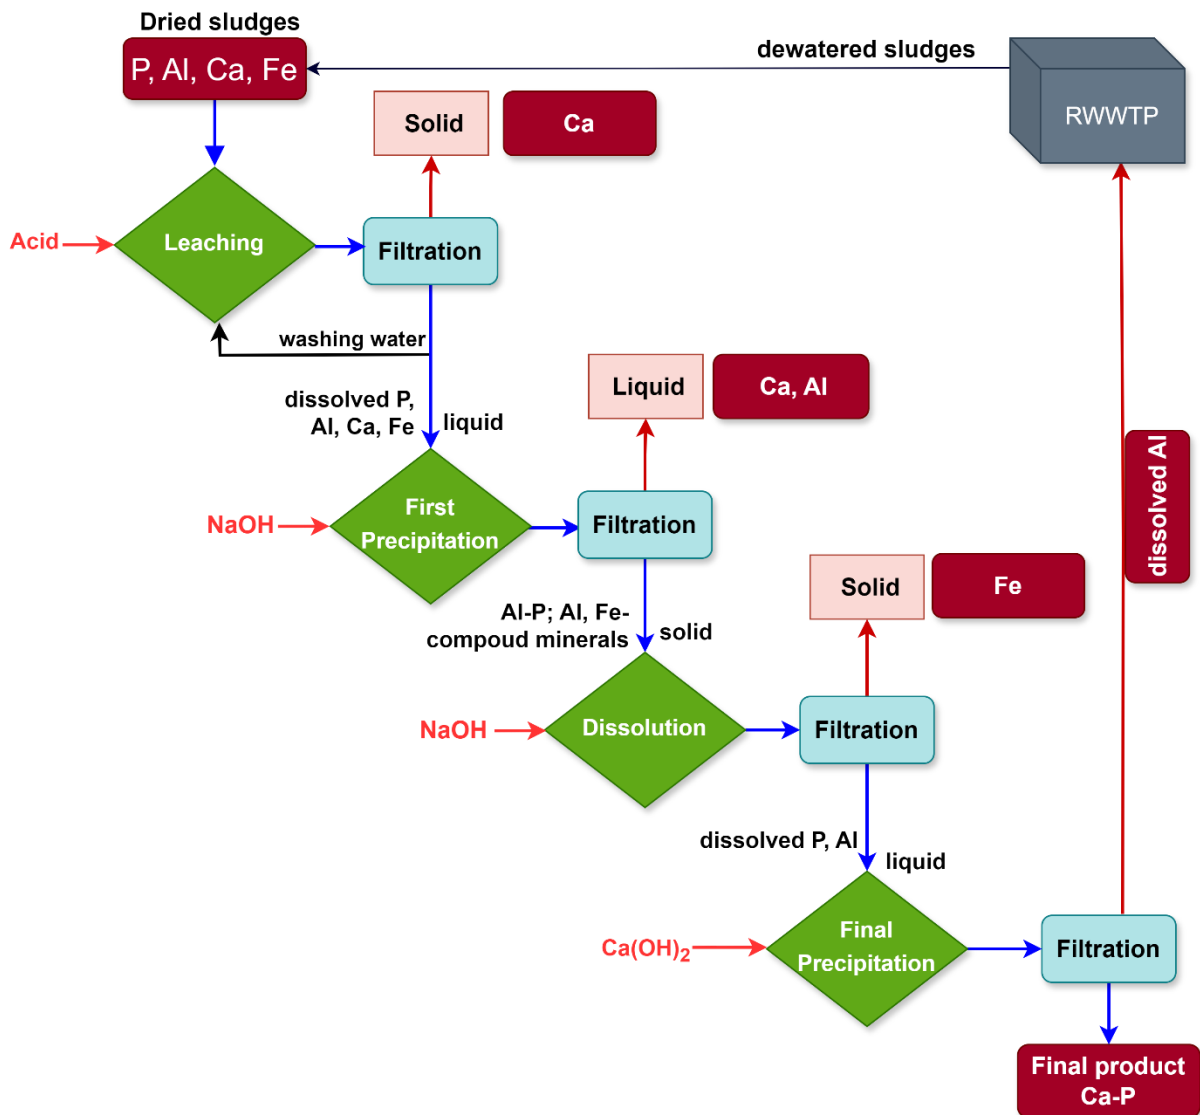 Dried sludges
P, Al, Ca, Fe
dewatered sludges
RWWTP
Solid
Ca
Acid
Leaching
Filtration
washing water
dissolved P,
Al, Ca, Fe
liquid
Liquid
Ca, Al
NaOH
First
Precipitation
Filtration
dissolved Al
Solid
Fe
Al-P; Al, Fe-
compoud minerals
solid
NaOH
Dissolution
Filtration
dissolved P, Al
liquid
Ca(OH)₂
Final
Precipitation
Filtration
Final product
Ca-P